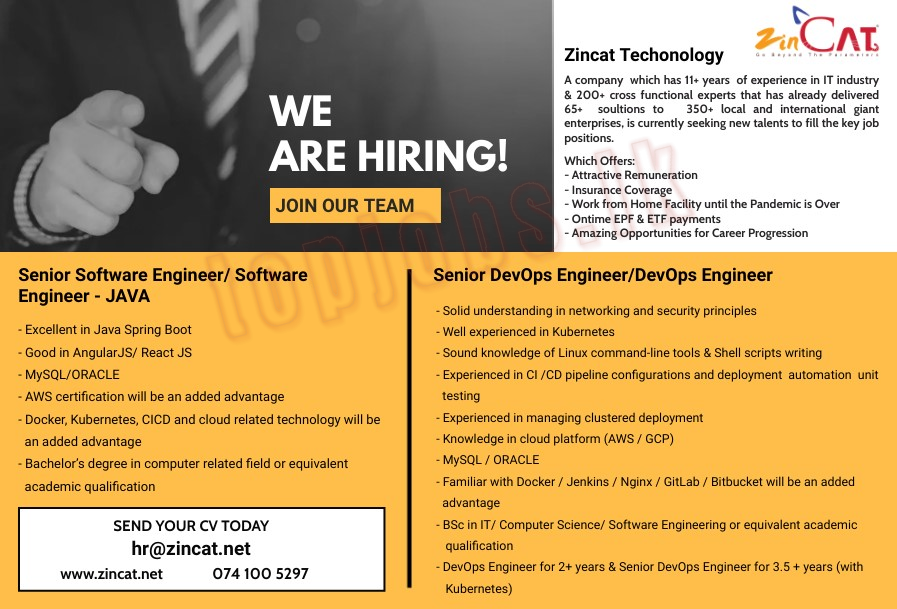 WE
ARE HIRING!
JOIN OUR TEAM
ZinCAT
Go Beyond The Parameters
Zincat Techonology
A company which has 11+ years of experience in IT industry
& 200+ cross functional experts that has already delivered
65+ soultions to 350+ local and international giant
enterprises, is currently seeking new talents to fill the key job
positions.
Which Offers:
- Attractive Remuneration
- Insurance Coverage
- Work from Home Facility until the Pandemic is Over
- Ontime EPF & ETF payments
- Amazing Opportunities for Career Progression
topjobs.lk
Senior Software Engineer/ Software
Engineer - JAVA
- Excellent in Java Spring Boot
- Good in AngularJS/ React JS
- MySQL/ORACLE
- AWS certification will be an added advantage
- Docker, Kubernetes, CICD and cloud related technology will be
an added advantage
- Bachelor's degree in computer related field or equivalent
academic qualification
SEND YOUR CV TODAY
hr@zincat.net
www.zincat.net 074 100 5297
Senior DevOps Engineer/DevOps Engineer
- Solid understanding in networking and security principles
- Well experienced in Kubernetes
- Sound knowledge of Linux command-line tools & Shell scripts writing
- Experienced in CI /CD pipeline configurations and deployment automation unit
testing
- Experienced in managing clustered deployment
- Knowledge in cloud platform (AWS / GCP)
- MySQL / ORACLE
- Familiar with Docker / Jenkins / Nginx / GitLab / Bitbucket will be an added
advantage
- BSc in IT/ Computer Science/ Software Engineering or equivalent academic
qualification
- DevOps Engineer for 2+ years & Senior DevOps Engineer for 3.5 + years (with
Kubernetes)